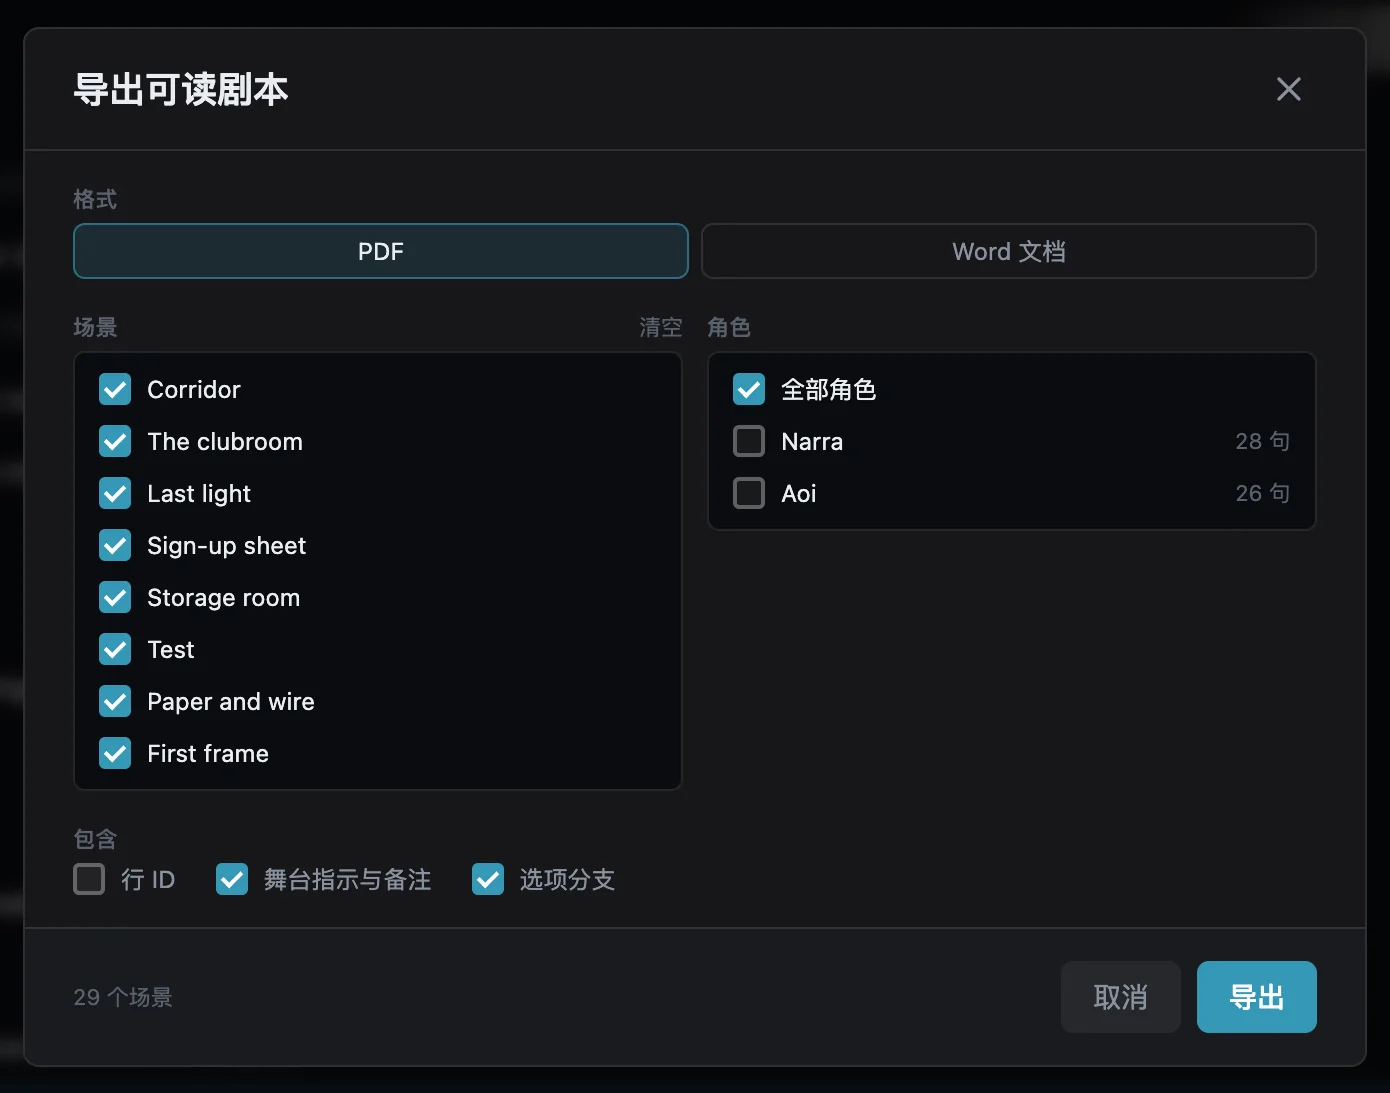 导出可读剧本
格式
PDF
Word 文档
场景
清空
Corridor
The clubroom
Last light
Sign-up sheet
Storage room
Test
Paper and wire
First frame
角色
全部角色
Narra 28 句
Aoi 26 句
包含
行 ID
舞台指示与备注
选项分支
29 个场景
取消
导出